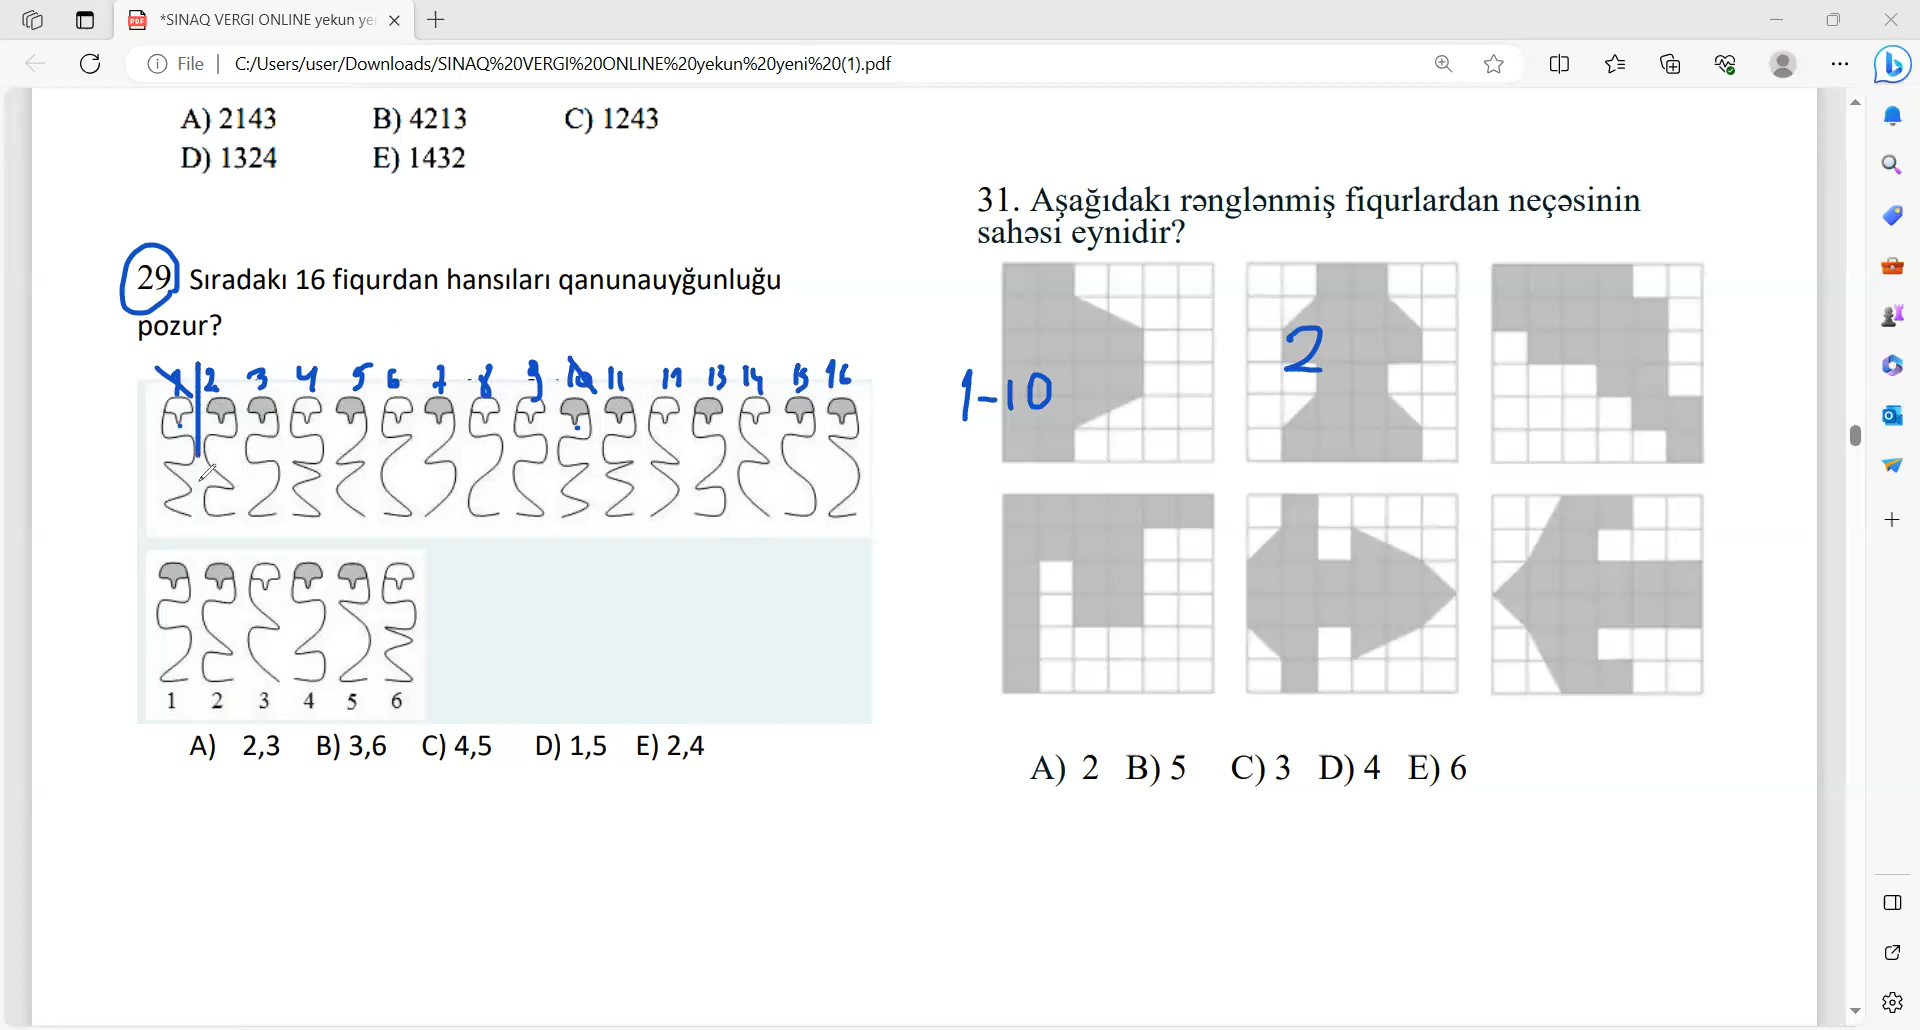 *SINAQ VERGI ONLINE yekun ye
File
C:/Users/user/Downloads/SINAQ%20VERGI%20ONLINE%20yekun%20yeni%20(1).pdf
A) 2143 B) 4213 C) 1243
D) 1324 E) 1432
29. Sıradakı 16 fiqurdan hansıları qanunauyğunluğu
pozur?
1 2 3 4 5 6 7 8 9 10 11 11 13 14 15 16
1 2 3 4 5 6
A) 2,3 B) 3,6 C) 4,5 D) 1,5 E) 2,4
31. Aşağıdakı rənglənmiş fiqurlardan neçəsinin
sahəsi eynidir?
1-10
2
A) 2 B) 5 C) 3 D) 4 E) 6